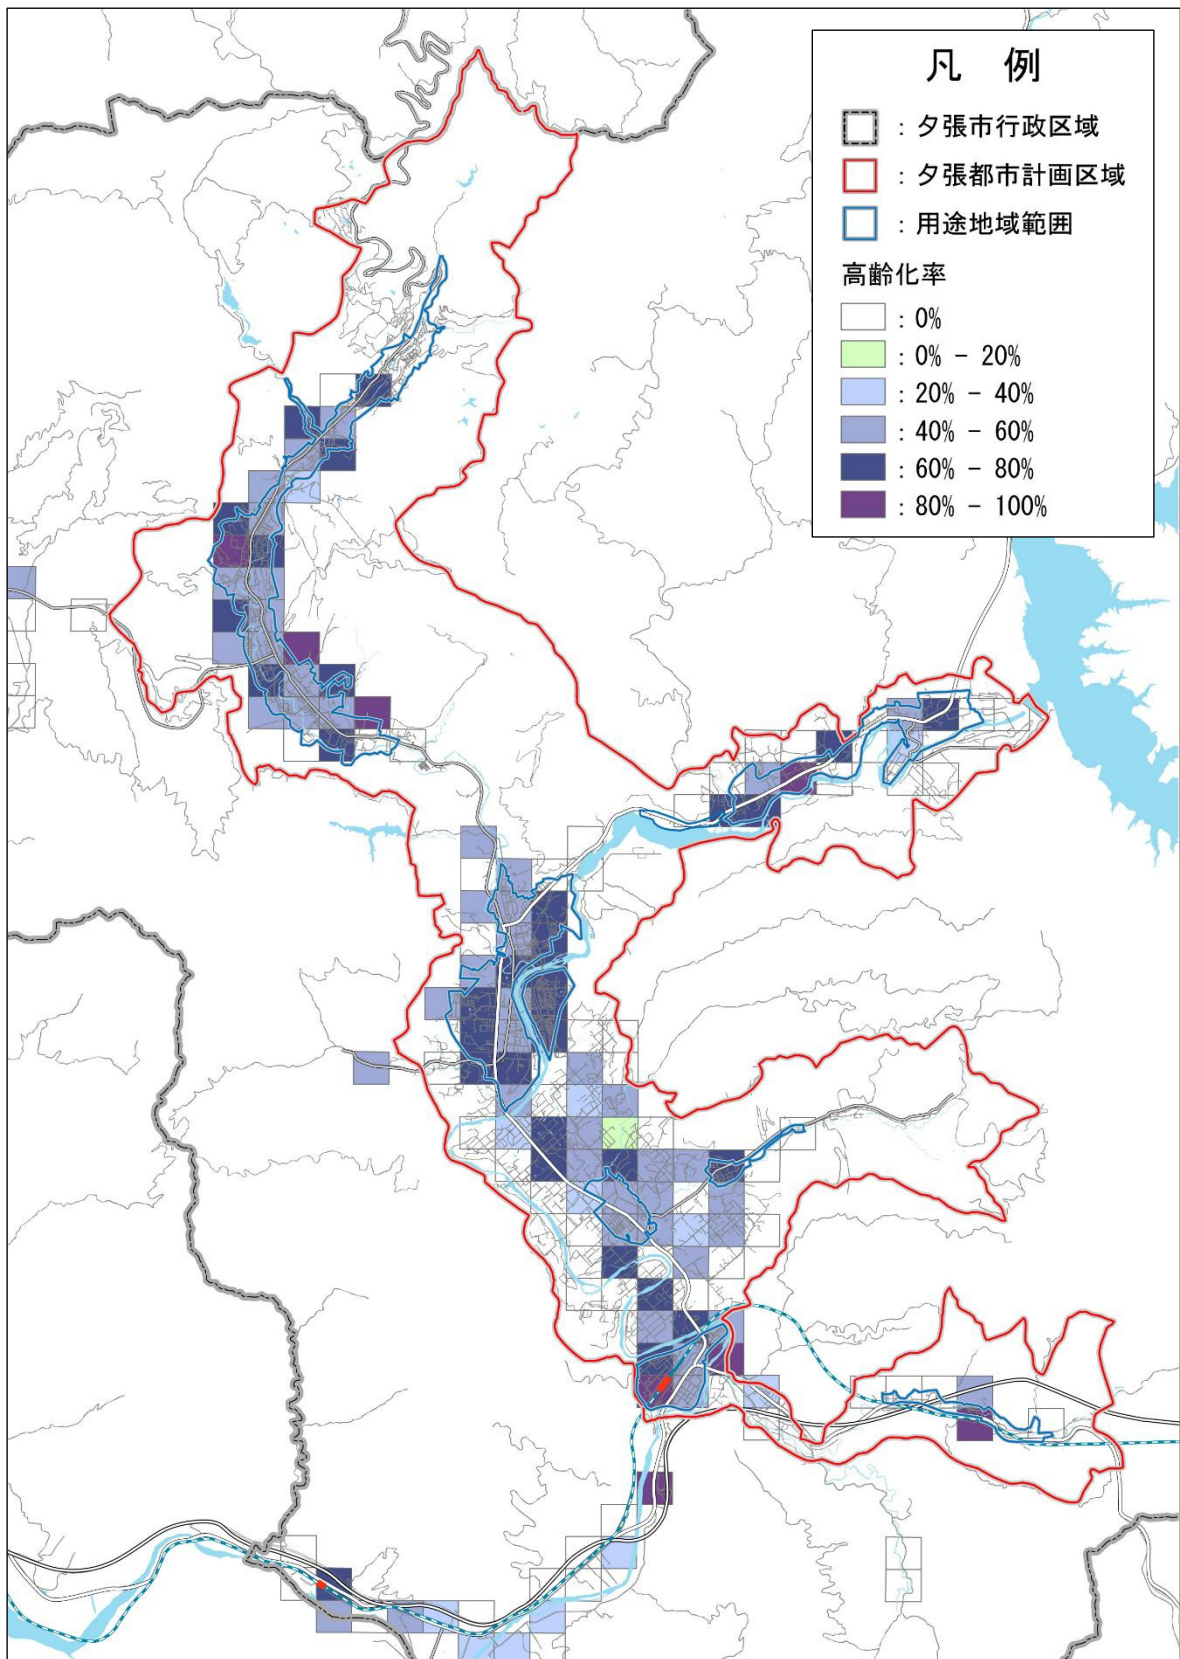 凡 例
: 夕張市行政区域
: 夕張都市計画区域
: 用途地域範囲
高齢化率
: 0%
: 0% - 20%
: 20% - 40%
: 40% - 60%
: 60% - 80%
: 80% - 100%